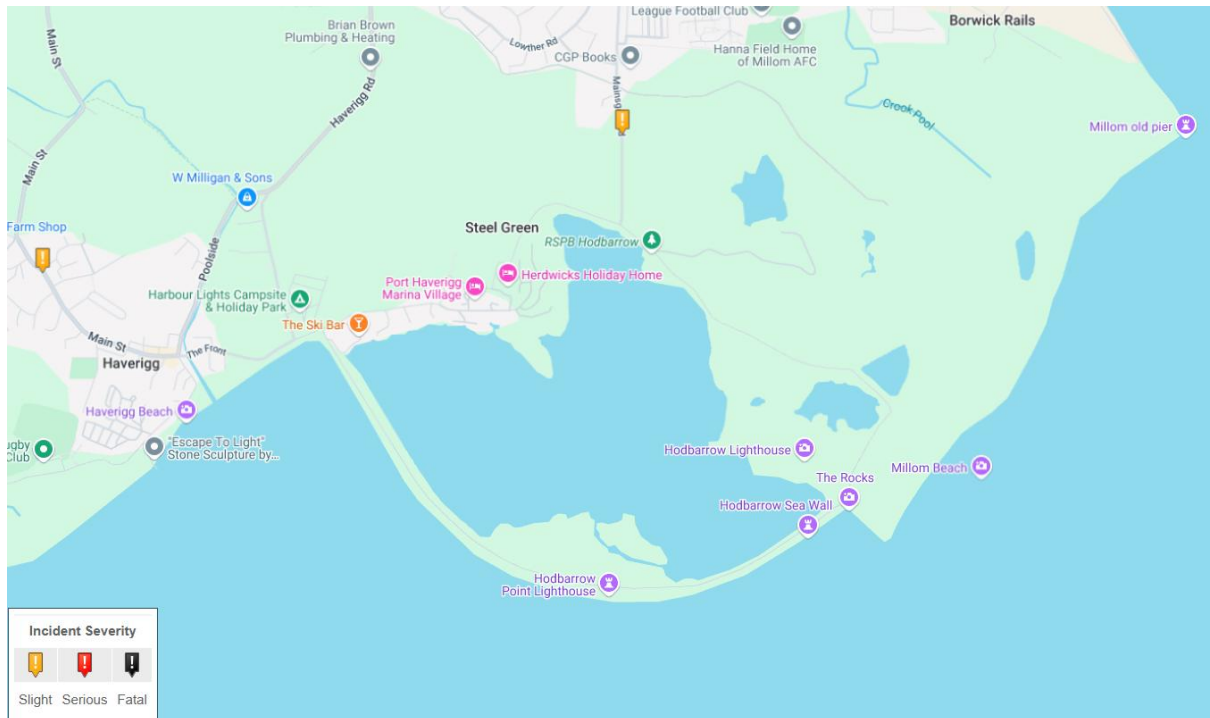 League Football Club
Borwick Rails
Brian Brown
Plumbing & Heating
Lowther Rd
CGP Books
Hanna Field Home
of Millom AFC
Main St
Haverigg Rd
Crook Pool
Millom old pier
Main St
W Milligan & Sons
Farm Shop
Poolside
Steel Green
RSPB Hodbarrow
Herdwicks Holiday Home
Port Haverigg
Marina Village
Harbour Lights Campsite
& Holiday Park
The Ski Bar
Main St
The Front
Haverigg
Haverigg Beach
"Escape To Light"
Stone Sculpture by...
Club
Hodbarrow Lighthouse
Millom Beach
The Rocks
Hodbarrow Sea Wall
Hodbarrow
Point Lighthouse
Incident Severity
Slight Serious Fatal